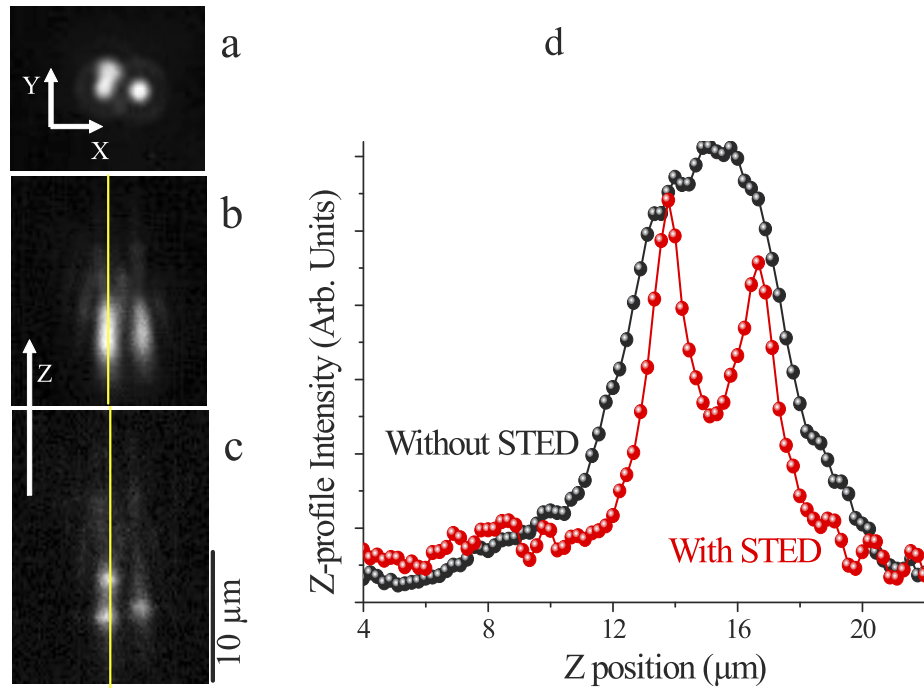 a
Y
X
b
Z
c
10 µm
d
Z-profile Intensity (Arb. Units)
Without STED
With STED
4 8 12 16 20
Z position (µm)